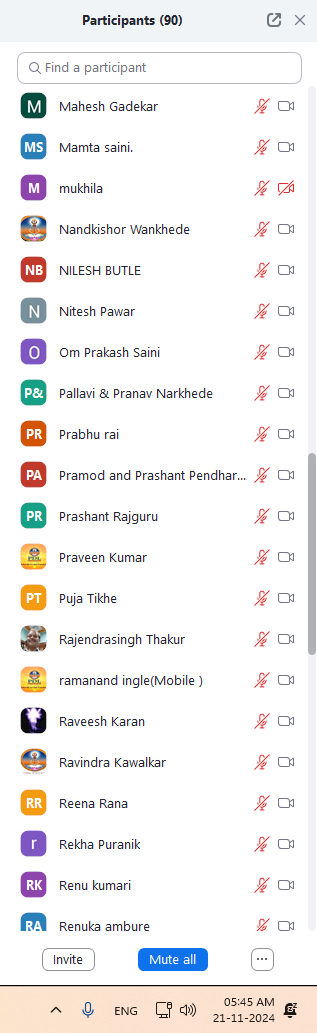 Participants (90)
Find a participant
M Mahesh Gadekar
MS Mamta saini.
M mukhila
Nandkishor Wankhede
NB NILESH BUTLE
N Nitesh Pawar
O Om Prakash Saini
P& Pallavi & Pranav Narkhede
PR Prabhu rai
PA Pramod and Prashant Pendhar...
PR Prashant Rajguru
Praveen Kumar
PT Puja Tikhe
Rajendrasingh Thakur
ramanand ingle(Mobile )
Raveesh Karan
Ravindra Kawalkar
RR Reena Rana
r Rekha Puranik
RK Renu kumari
RA Renuka ambure
Invite Mute all ...
ENG 05:45 AM
21-11-2024